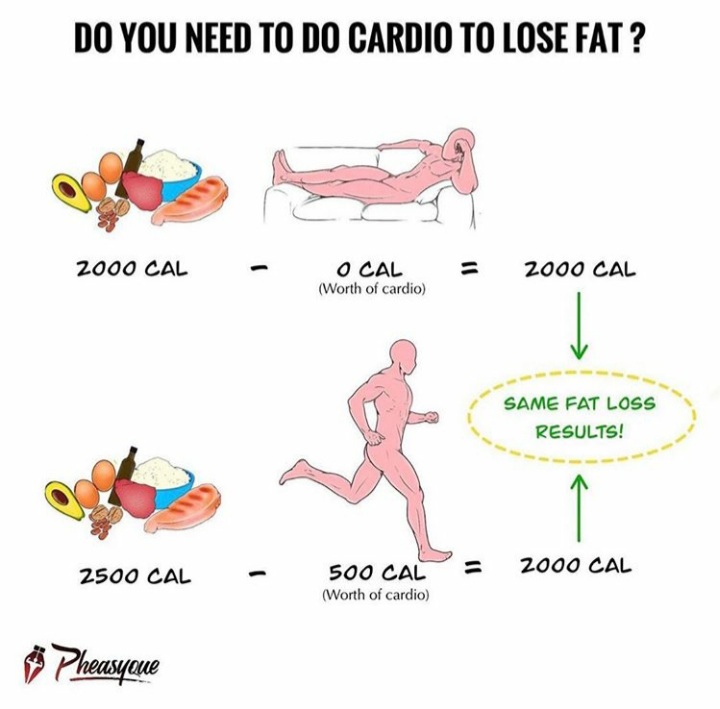 DO YOU NEED TO DO CARDIO TO LOSE FAT ?
2000 CAL - 0 CAL = 2000 CAL
(Worth of cardio)
SAME FAT LOSS
RESULTS!
2500 CAL - 500 CAL = 2000 CAL
(Worth of cardio)
Pheasyque